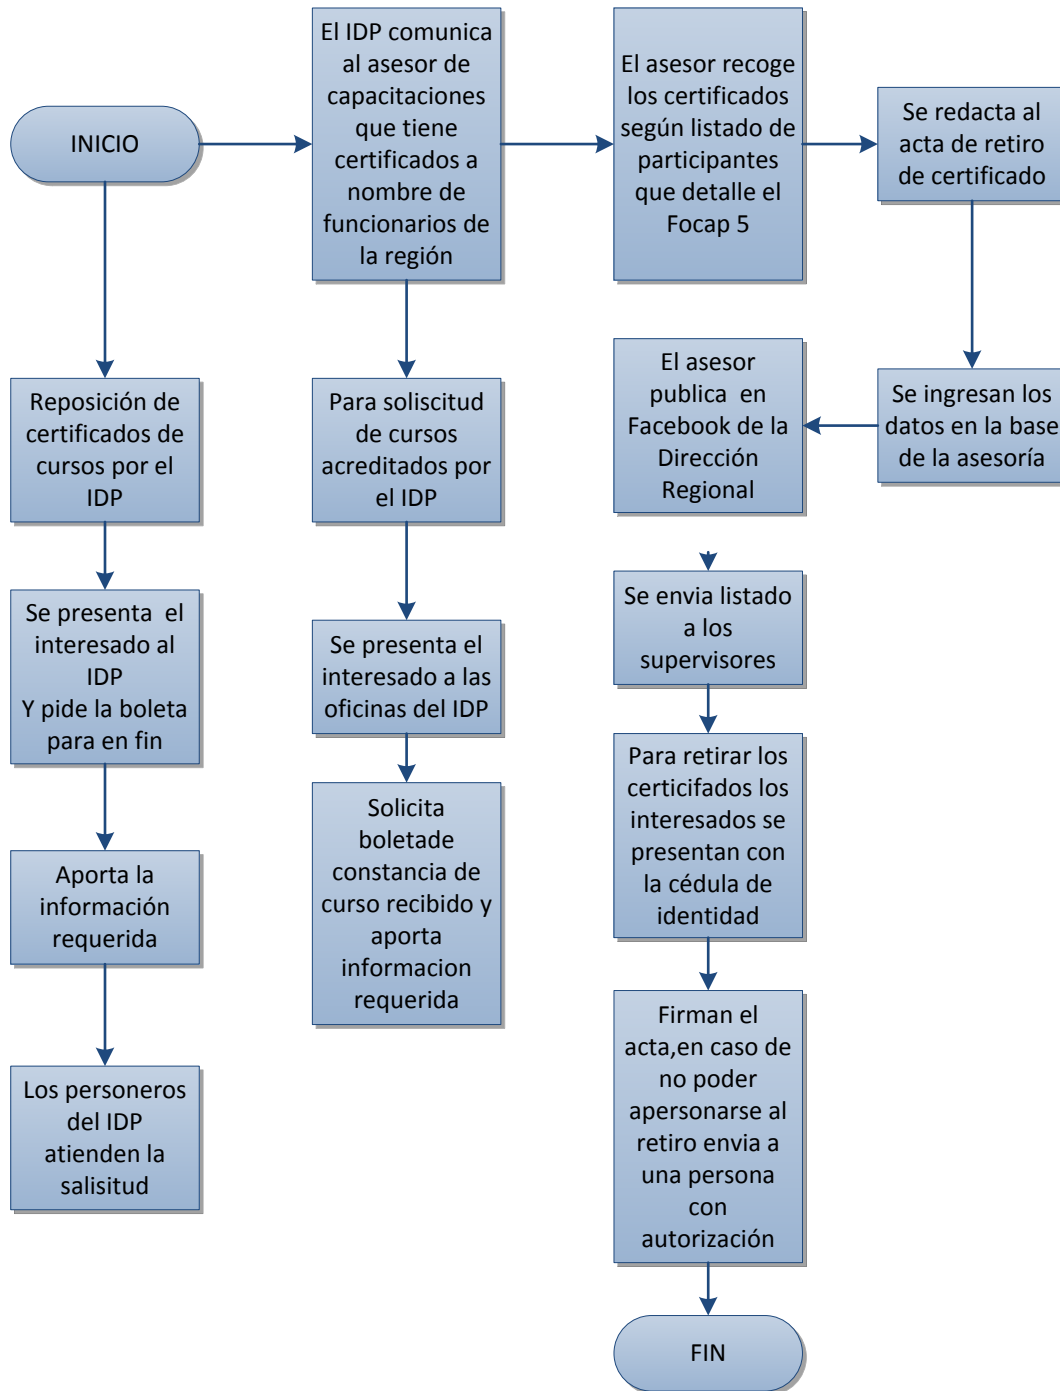 INICIO
El IDP comunica
al asesor de
capacitaciones
que tiene
certificados a
nombre de
funcionarios de
la región
El asesor recoge
los certificados
según listado de
participantes
que detalle el
Focap 5
Se redacta al
acta de retiro
de certificado
Reposición de
certificados de
cursos por el
IDP
Para soliscitud
de cursos
acreditados por
el IDP
El asesor
publica en
Facebook de la
Dirección
Regional
Se ingresan los
datos en la base
de la asesoría
Se presenta el
interesado al
IDP
Y pide la boleta
para en fin
Se presenta el
interesado a las
oficinas del IDP
Se envia listado
a los
supervisores
Aporta la
información
requerida
Solicita
boletade
constancia de
curso recibido y
aporta
informacion
requerida
Para retirar los
certicifados los
interesados se
presentan con
la cédula de
identidad
Los personeros
del IDP
atienden la
salisitud
Firman el
acta,en caso de
no poder
apersonarse al
retiro envia a
una persona
con
autorización
FIN